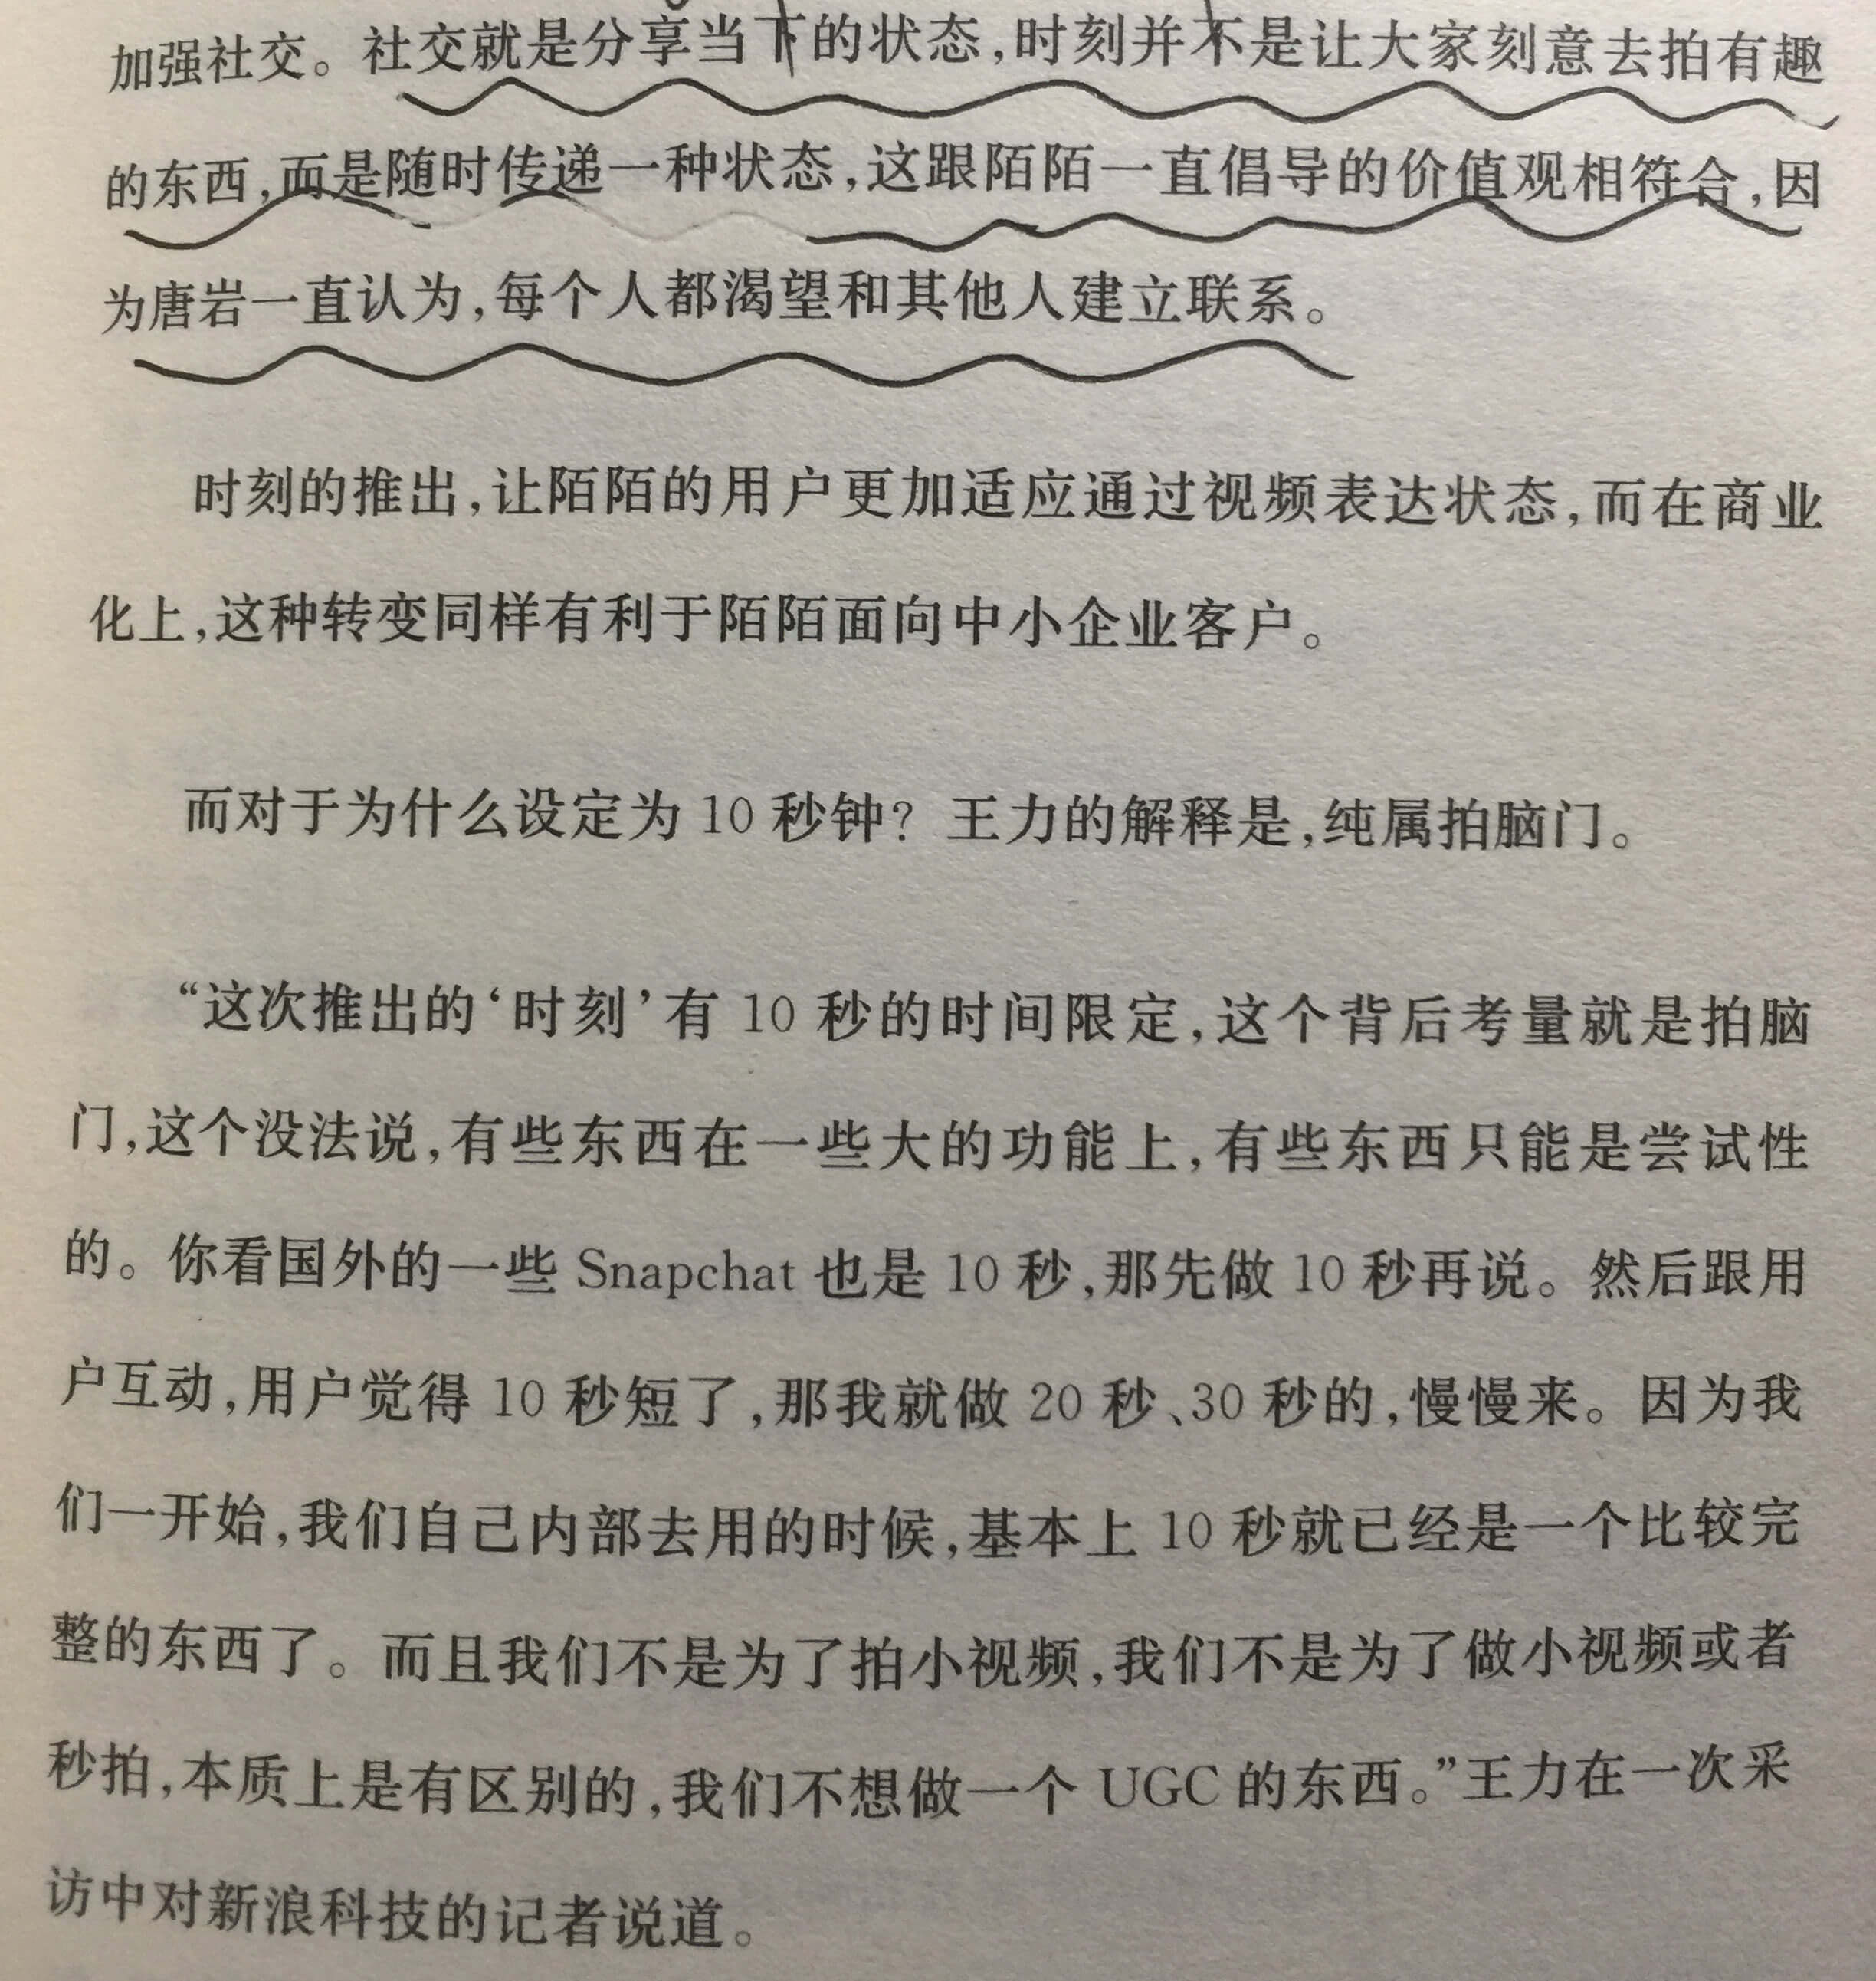 加强社交。社交就是分享当下的状态,时刻并不是让大家刻意去拍有趣
的东西,而是随时传递一种状态,这跟陌陌一直倡导的价值观相符合,因
为唐岩一直认为,每个人都渴望和其他人建立联系。
时刻的推出,让陌陌的用户更加适应通过视频表达状态,而在商业
化上,这种转变同样有利于陌陌面向中小企业客户。
而对于为什么设定为 10 秒钟? 王力的解释是,纯属拍脑门。
“这次推出的‘时刻’有 10 秒的时间限定,这个背后考量就是拍脑
门,这个没法说,有些东西在一些大的功能上,有些东西只能是尝试性
的。你看国外的一些 Snapchat 也是 10 秒,那先做 10 秒再说。然后跟用
户互动,用户觉得 10 秒短了,那我就做 20 秒、30 秒的,慢慢来。因为我
们一开始,我们自己内部去用的时候,基本上 10 秒就已经是一个比较完
整的东西了。而且我们不是为了拍小视频,我们不是为了做小视频或者
秒拍,本质上是有区别的,我们不想做一个 UGC 的东西。”王力在一次采
访中对新浪科技的记者说道。